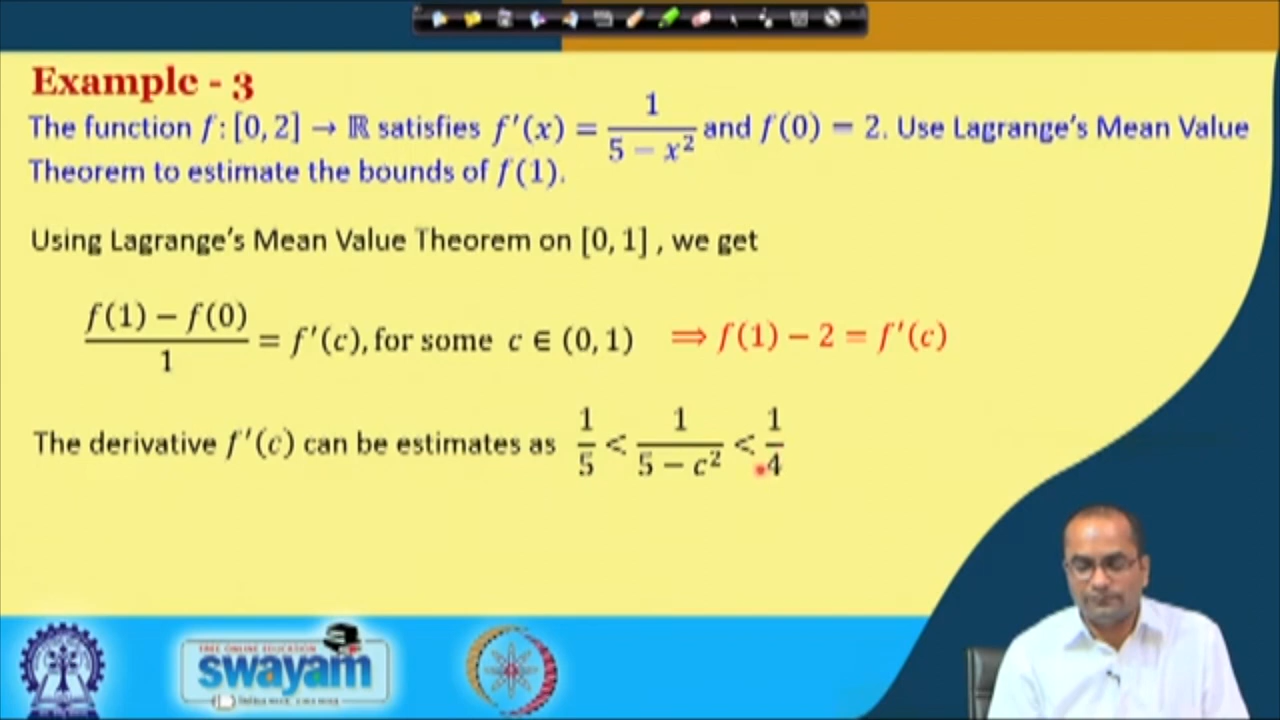 Example - 3
The function f : [0, 2] → ℝ satisfies f′(x) = 1/(5 − x²) and f(0) = 2. Use Lagrange's Mean Value
Theorem to estimate the bounds of f(1).
Using Lagrange's Mean Value Theorem on [0, 1] , we get
(f(1) − f(0))/1 = f′(c), for some c ∈ (0, 1) ⟹ f(1) − 2 = f′(c)
The derivative f′(c) can be estimates as 1/5 < 1/(5 − c²) < 1/4
FREE ONLINE EDUCATION
swayam